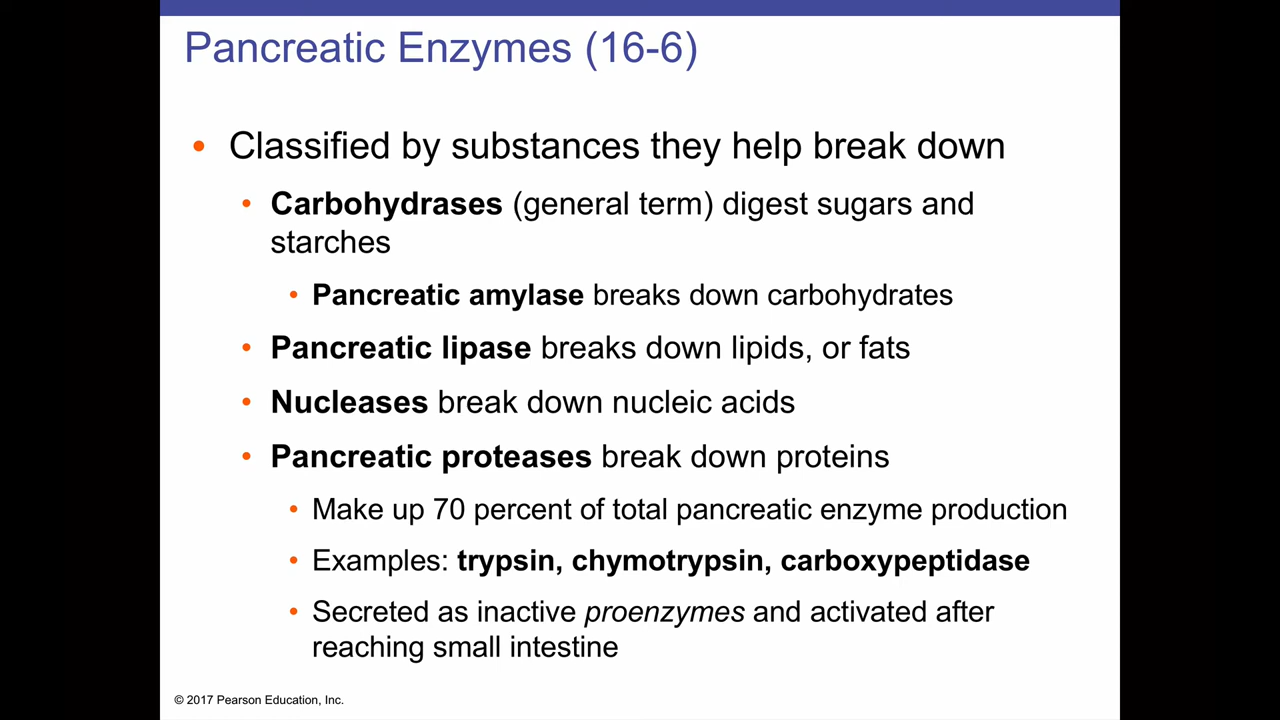 Pancreatic Enzymes (16-6)
• Classified by substances they help break down
• Carbohydrases (general term) digest sugars and
starches
• Pancreatic amylase breaks down carbohydrates
• Pancreatic lipase breaks down lipids, or fats
• Nucleases break down nucleic acids
• Pancreatic proteases break down proteins
• Make up 70 percent of total pancreatic enzyme production
• Examples: trypsin, chymotrypsin, carboxypeptidase
• Secreted as inactive proenzymes and activated after
reaching small intestine
© 2017 Pearson Education, Inc.